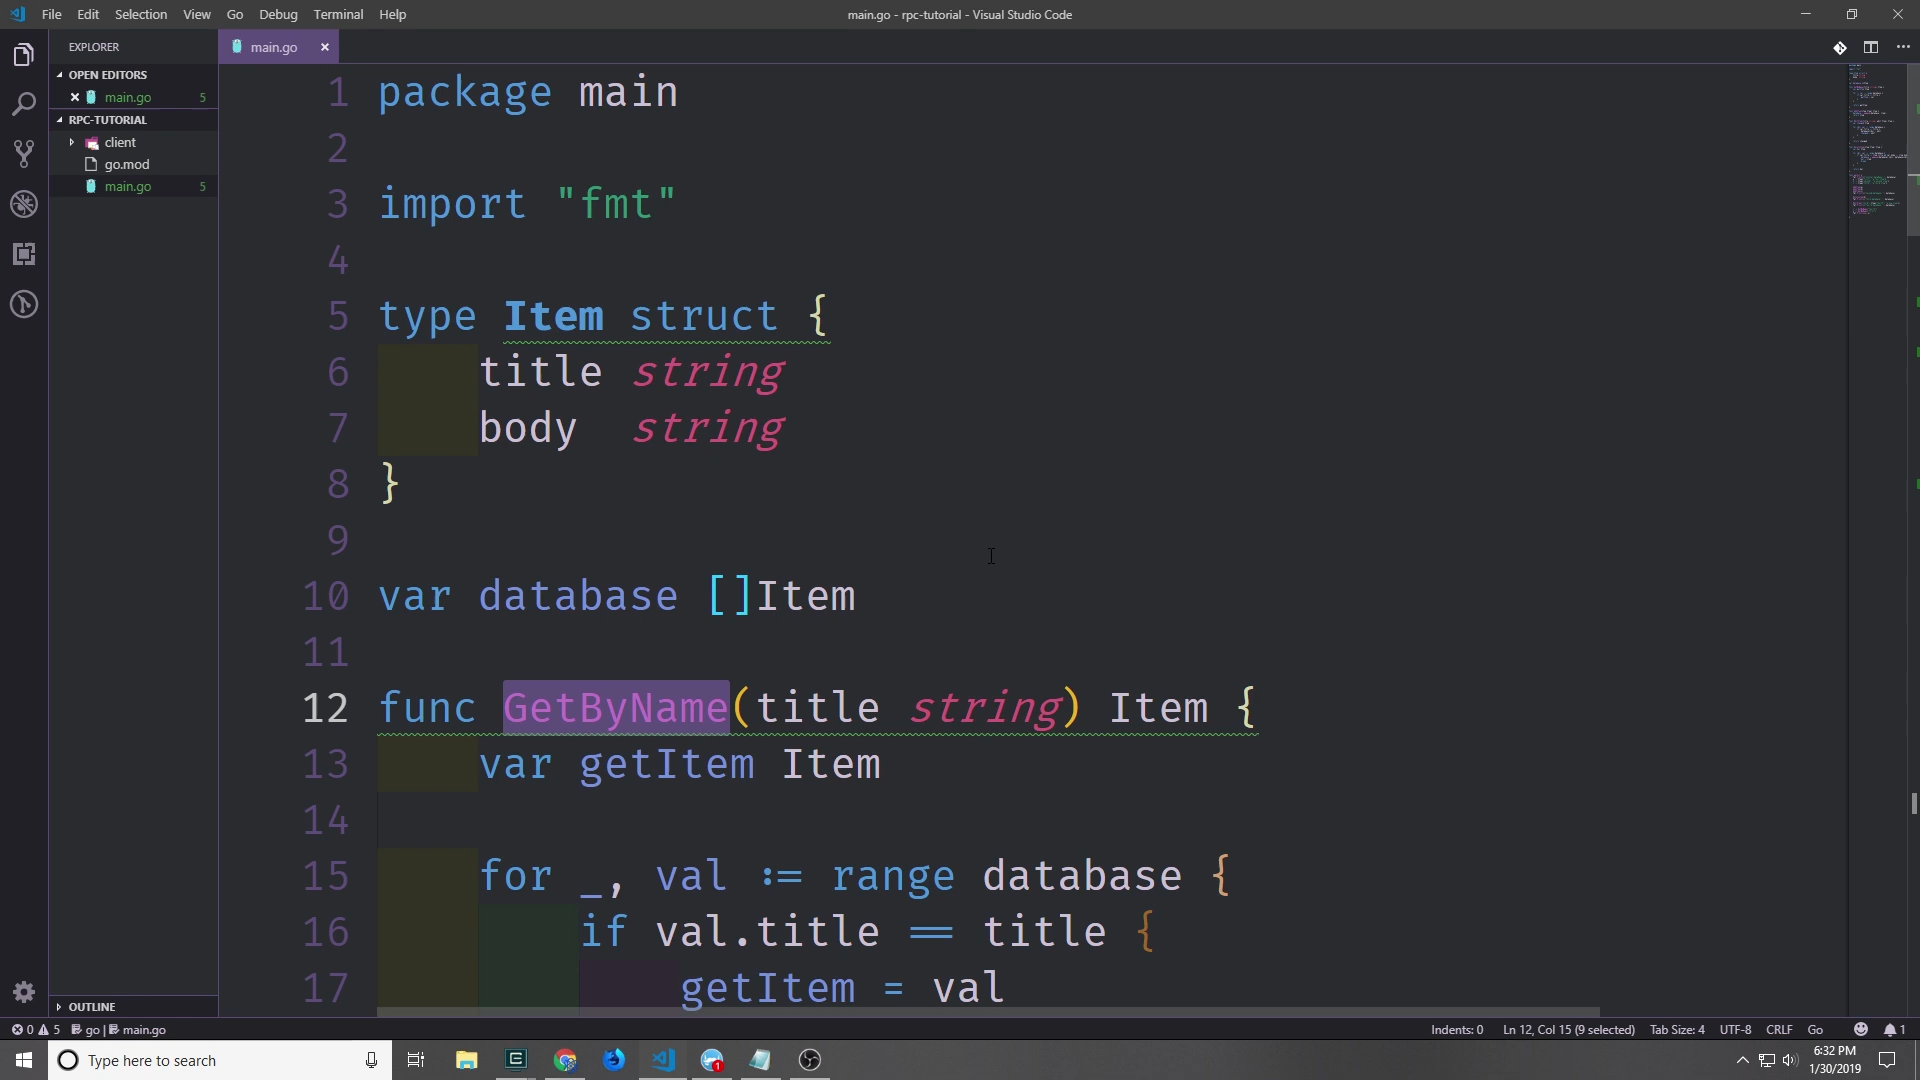 File Edit Selection View Go Debug Terminal Help
main.go - rpc-tutorial - Visual Studio Code
EXPLORER
main.go
OPEN EDITORS
main.go 5
RPC-TUTORIAL
client
go.mod
main.go 5
OUTLINE
1 package main
2
3 import "fmt"
4
5 type Item struct {
6 title string
7 body string
8 }
9
10 var database []Item
11
12 func GetByName(title string) Item {
13 var getItem Item
14
15 for _, val := range database {
16 if val.title == title {
17 getItem = val
0 5 go | main.go
Indents: 0 Ln 12, Col 15 (9 selected) Tab Size: 4 UTF-8 CRLF Go 1
Type here to search
1
6:32 PM
1/30/2019